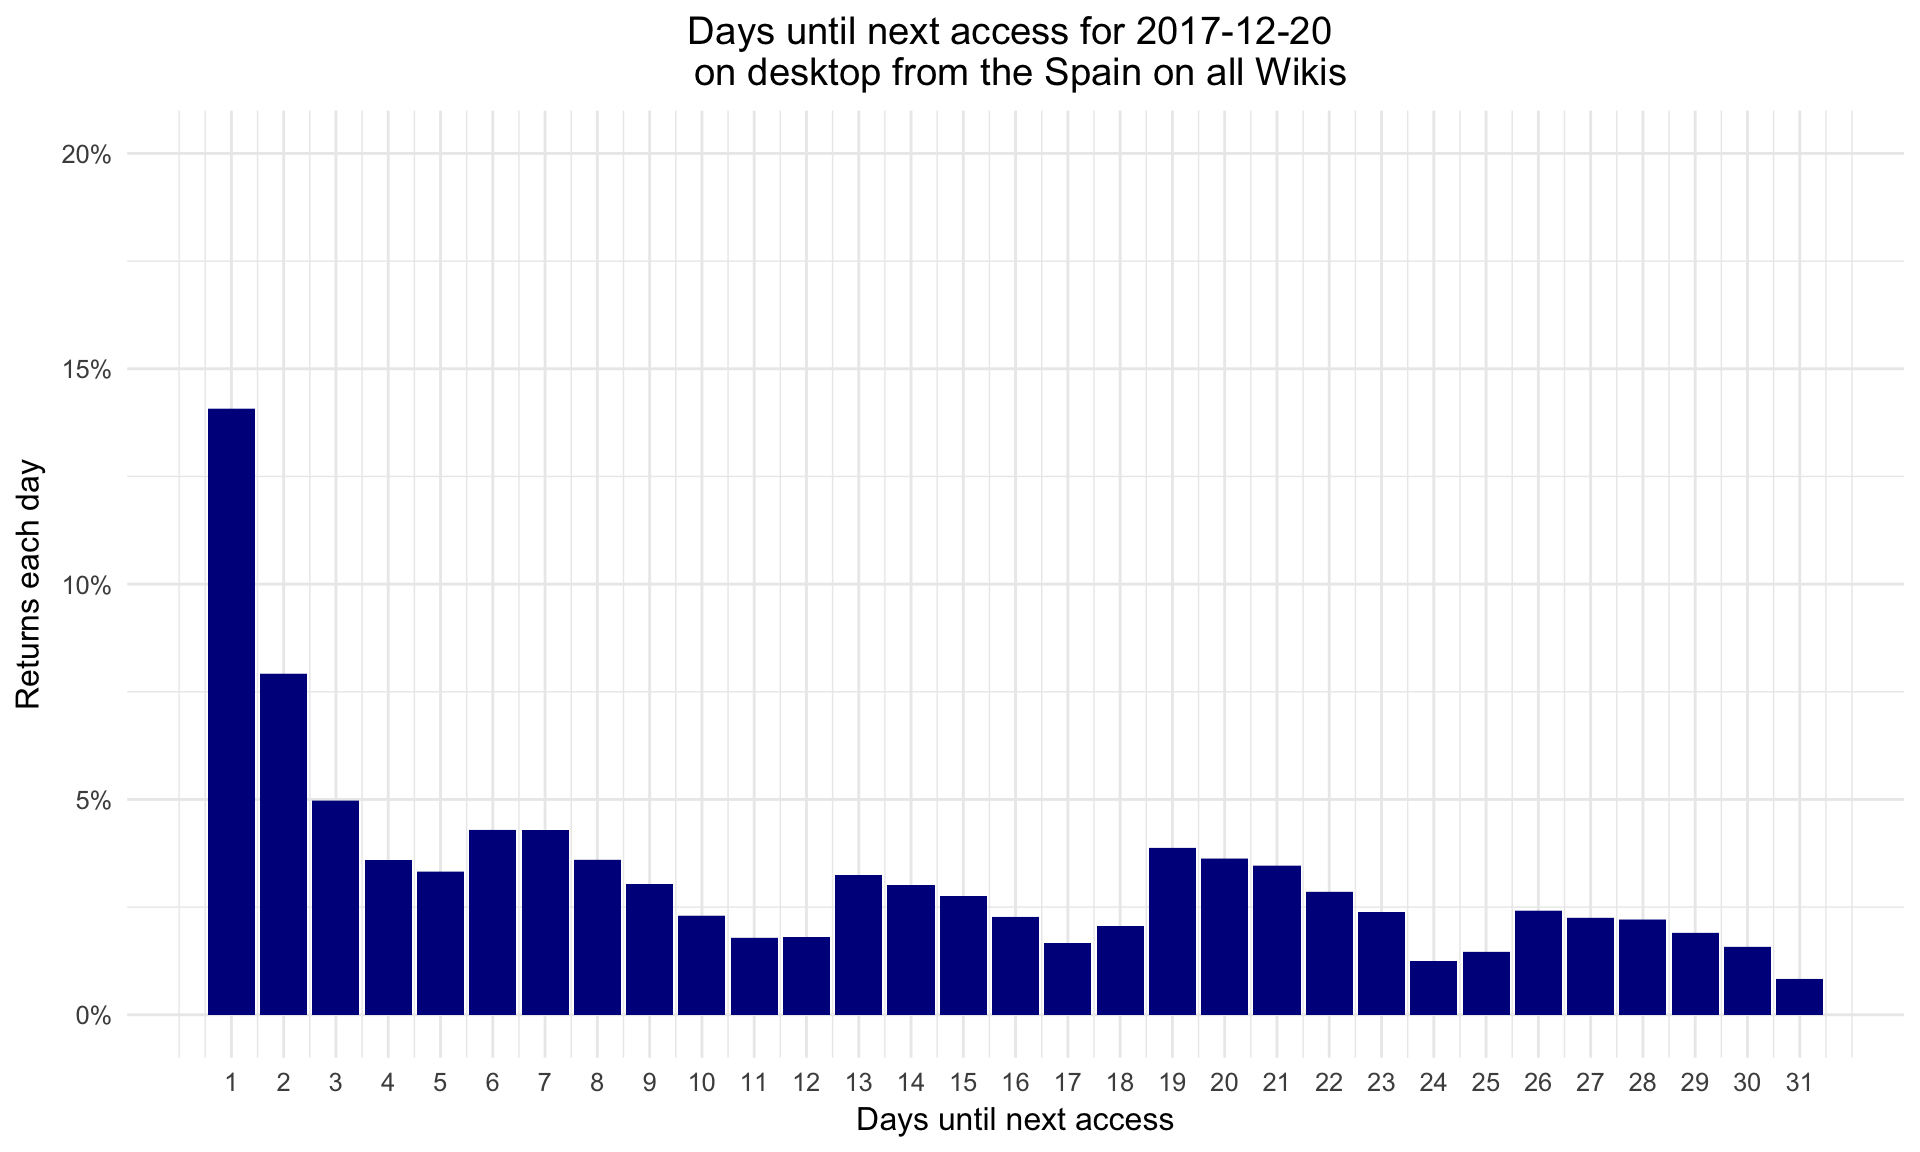 Days until next access for 2017-12-20
on desktop from the Spain on all Wikis
20%
15%
10%
5%
0%
Returns each day
1 2 3 4 5 6 7 8 9 10 11 12 13 14 15 16 17 18 19 20 21 22 23 24 25 26 27 28 29 30 31
Days until next access